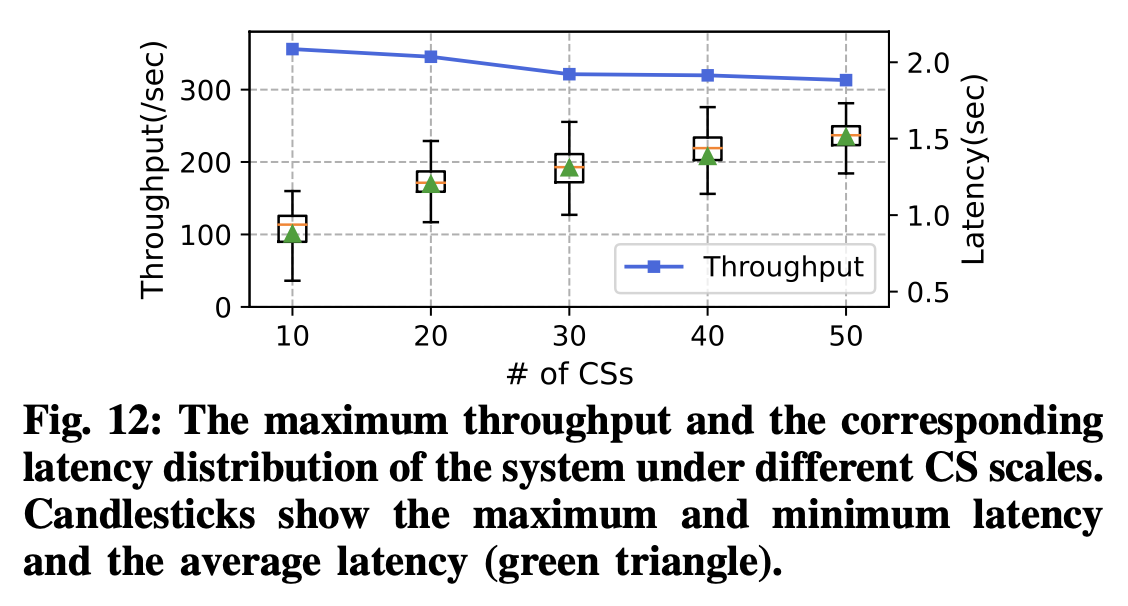 Throughput(/sec)
300
200
100
0
2.0
1.5
1.0
0.5
Latency(sec)
Throughput
10 20 30 40 50
# of CSs
Fig. 12: The maximum throughput and the corresponding
latency distribution of the system under different CS scales.
Candlesticks show the maximum and minimum latency
and the average latency (green triangle).